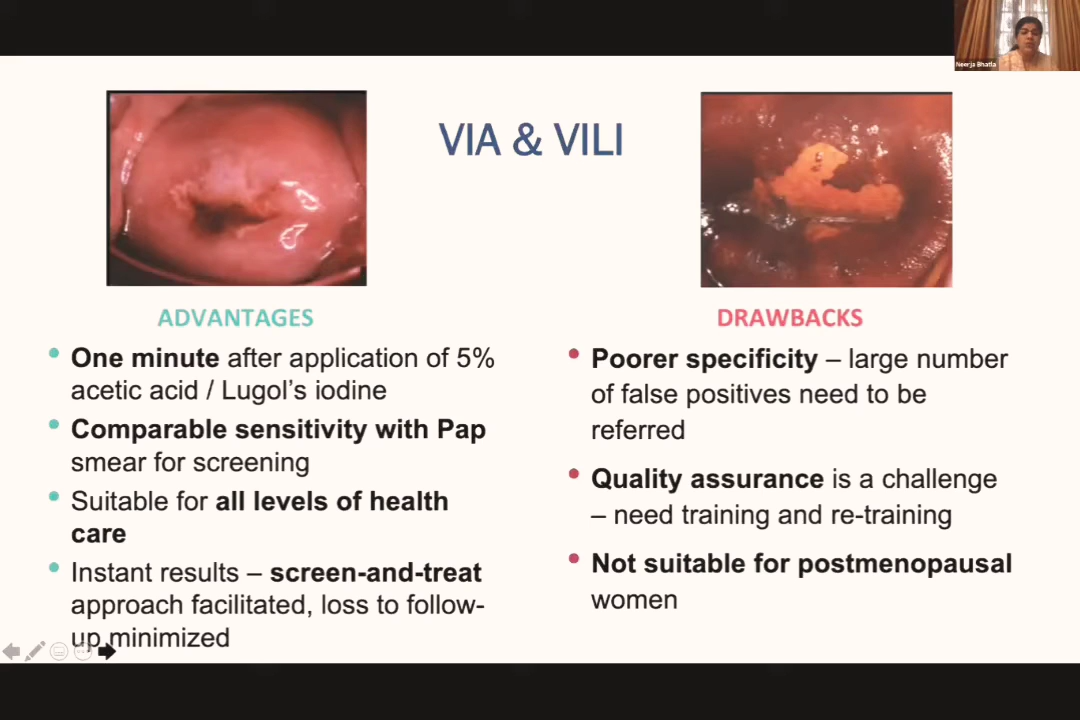 Neerja Bhatla
VIA & VILI
ADVANTAGES
• One minute after application of 5%
acetic acid / Lugol’s iodine
• Comparable sensitivity with Pap
smear for screening
• Suitable for all levels of health
care
• Instant results – screen-and-treat
approach facilitated, loss to follow-
up minimized
DRAWBACKS
• Poorer specificity – large number
of false positives need to be
referred
• Quality assurance is a challenge
– need training and re-training
• Not suitable for postmenopausal
women